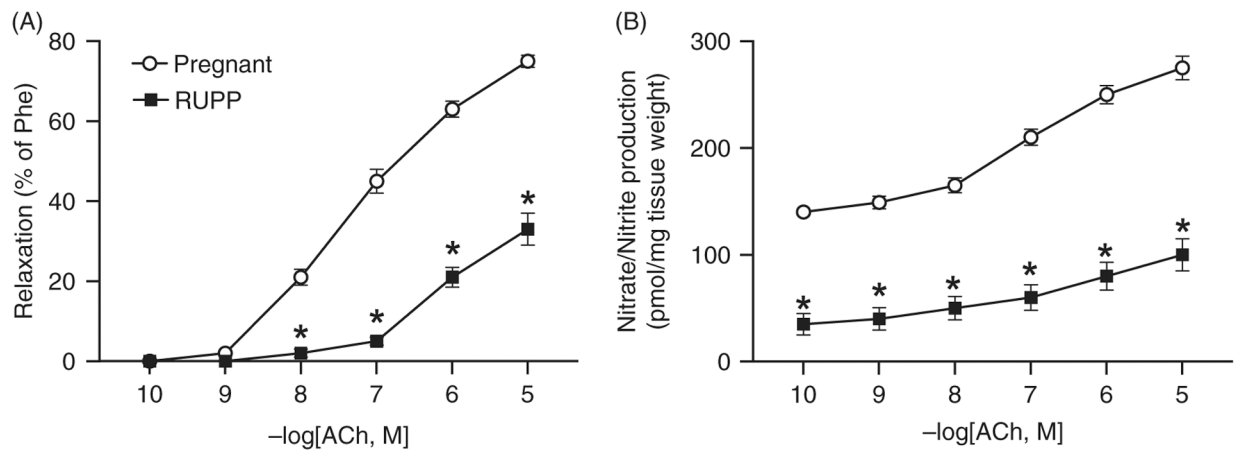 (A)
80
60
40
20
0
Relaxation (% of Phe)
Pregnant
RUPP
*
*
*
*
10 9 8 7 6 5
–log[ACh, M]
(B)
300
200
100
0
Nitrate/Nitrite production
(pmol/mg tissue weight)
*
*
*
*
*
*
10 9 8 7 6 5
–log[ACh, M]